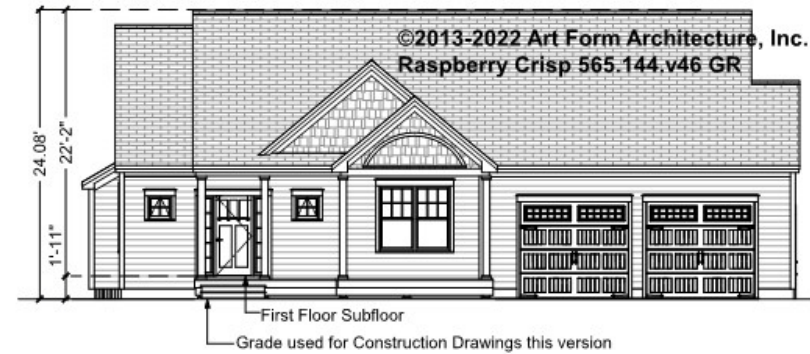 ©2013-2022 Art Form Architecture, Inc.
Raspberry Crisp 565.144.v46 GR
24.08'
22'-2"
1'-11"
First Floor Subfloor
Grade used for Construction Drawings this version